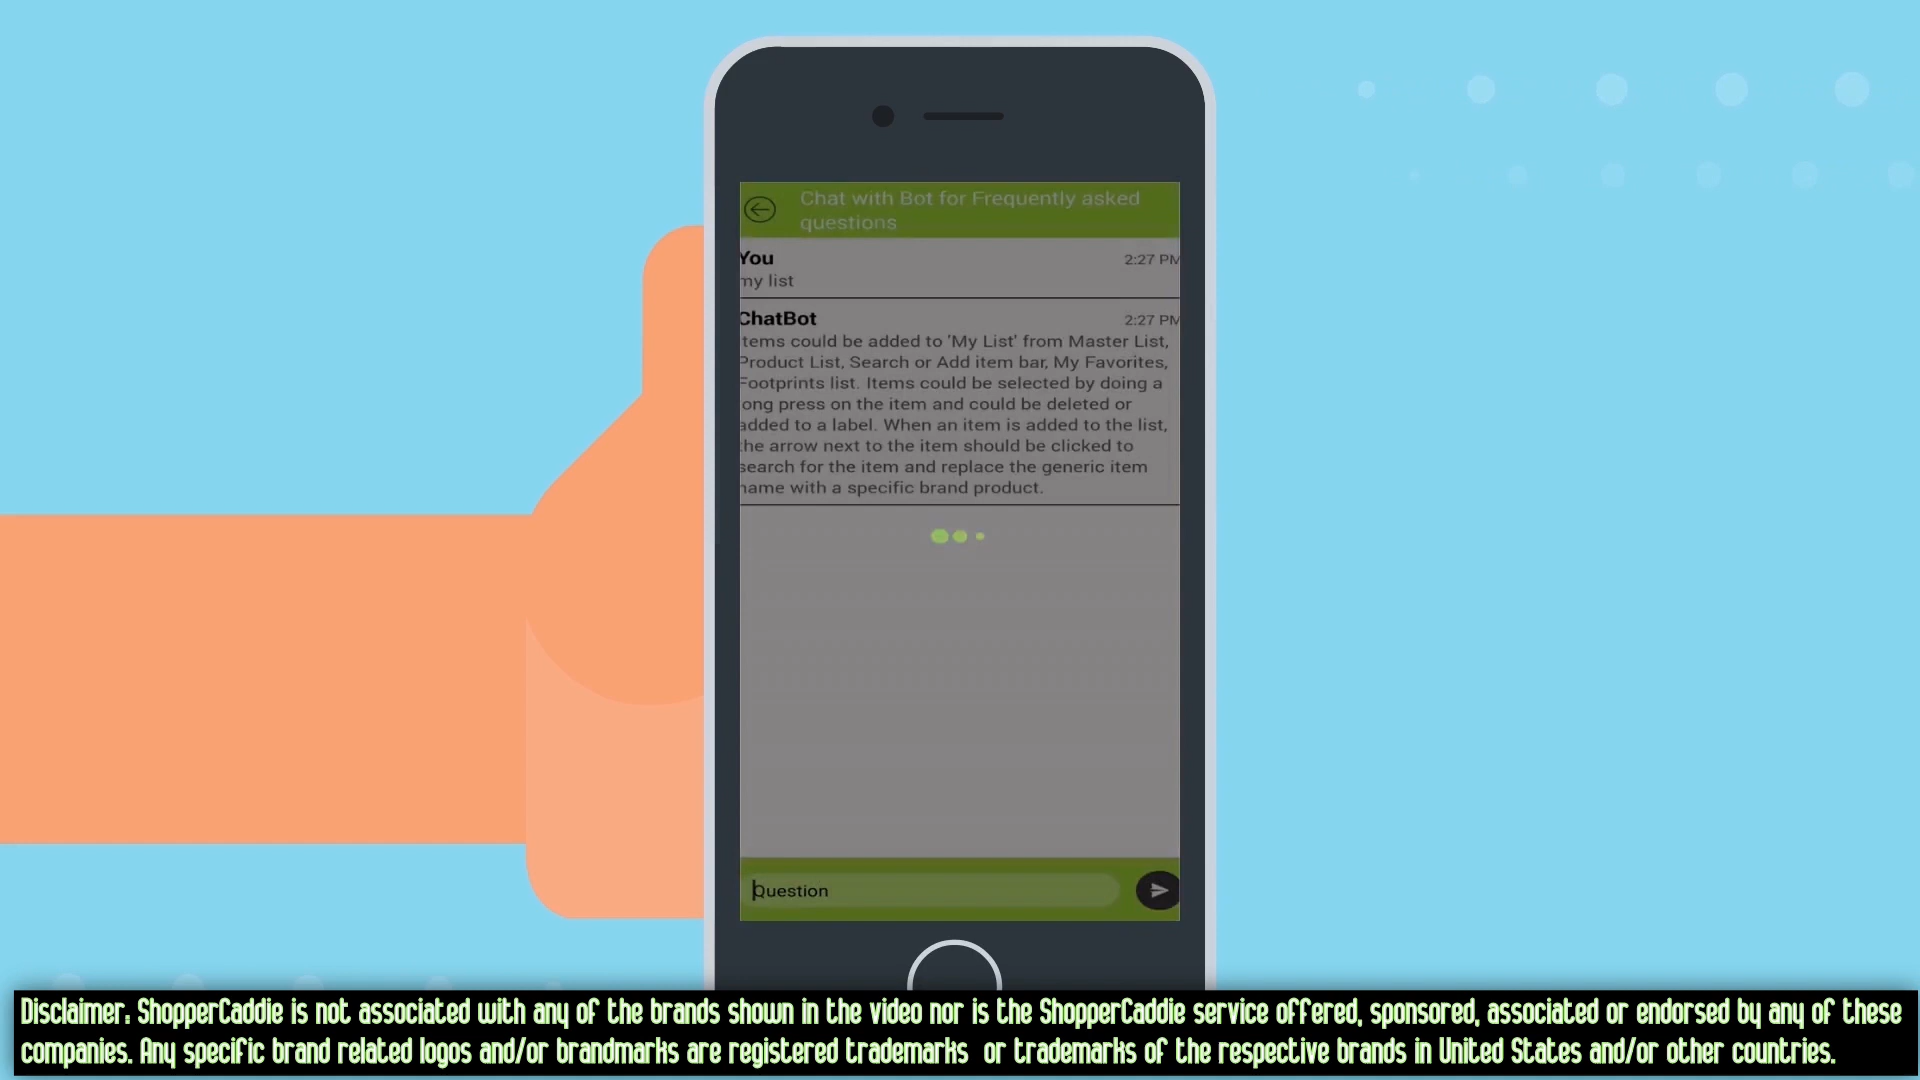 Chat with Bot for Frequently asked
questions
You 2:27 PM
my list
ChatBot 2:27 PM
Items could be added to 'My List' from Master List,
Product List, Search or Add item bar, My Favorites,
Footprints list. Items could be selected by doing a
long press on the item and could be deleted or
added to a label. When an item is added to the list,
the arrow next to the item should be clicked to
search for the item and replace the generic item
name with a specific brand product.
Question
Disclaimer: ShopperCaddie is not associated with any of the brands shown in the video nor is the ShopperCaddie service offered, sponsored, associated or endorsed by any of these
companies. Any specific brand related logos and/or brandmarks are registered trademarks or trademarks of the respective brands in United States and/or other countries.